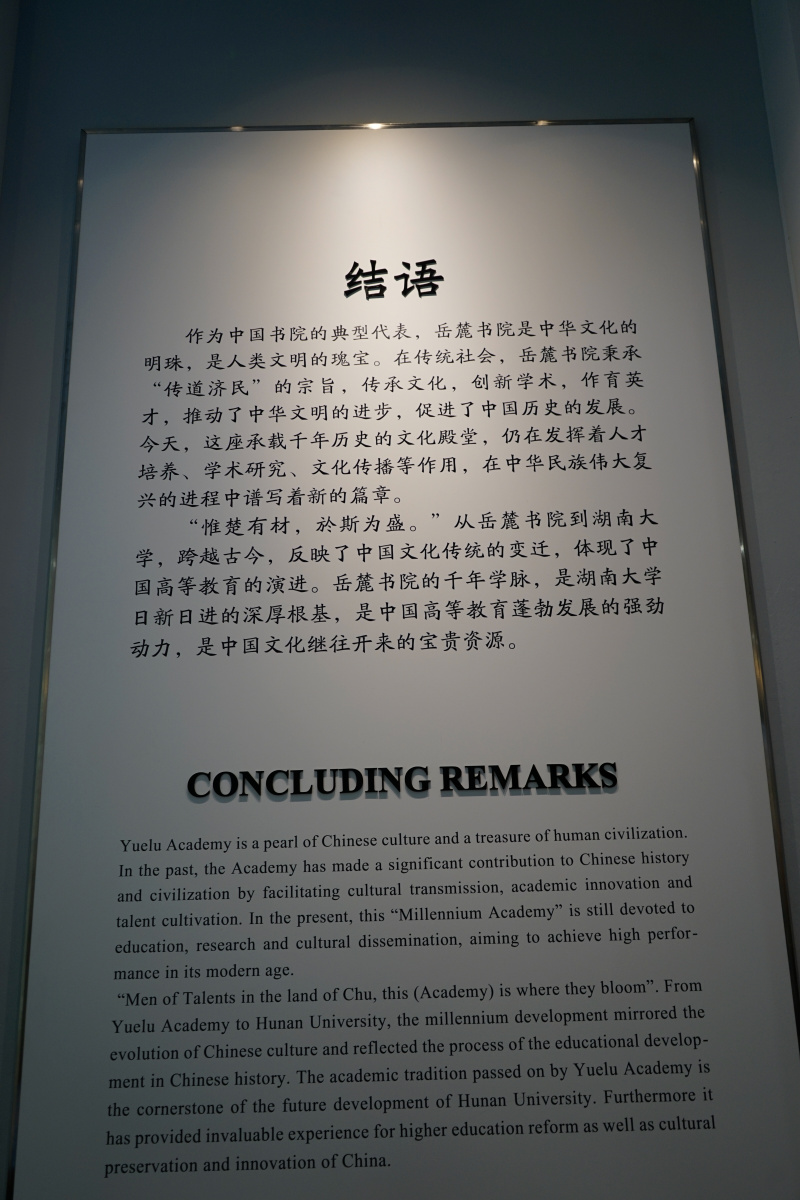 结语
作为中国书院的典型代表，岳麓书院是中华文化的
明珠，是人类文明的瑰宝。在传统社会，岳麓书院秉承
“传道济民”的宗旨，传承文化，创新学术，作育英
才，推动了中华文明的进步，促进了中国历史的发展。
今天，这座承载千年历史的文化殿堂，仍在发挥着人才
培养、学术研究、文化传播等作用，在中华民族伟大复
兴的进程中谱写着新的篇章。
“惟楚有材，於斯为盛。”从岳麓书院到湖南大
学，跨越古今，反映了中国文化传统的变迁，体现了中
国高等教育的演进。岳麓书院的千年学脉，是湖南大学
日新日进的深厚根基，是中国高等教育蓬勃发展的强劲
动力，是中国文化继往开来的宝贵资源。
CONCLUDING REMARKS
Yuelu Academy is a pearl of Chinese culture and a treasure of human civilization.
In the past, the Academy has made a significant contribution to Chinese history
and civilization by facilitating cultural transmission, academic innovation and
talent cultivation. In the present, this “Millennium Academy” is still devoted to
education, research and cultural dissemination, aiming to achieve high perfor-
mance in its modern age.
“Men of Talents in the land of Chu, this (Academy) is where they bloom”. From
Yuelu Academy to Hunan University, the millennium development mirrored the
evolution of Chinese culture and reflected the process of the educational develop-
ment in Chinese history. The academic tradition passed on by Yuelu Academy is
the cornerstone of the future development of Hunan University. Furthermore it
has provided invaluable experience for higher education reform as well as cultural
preservation and innovation of China.